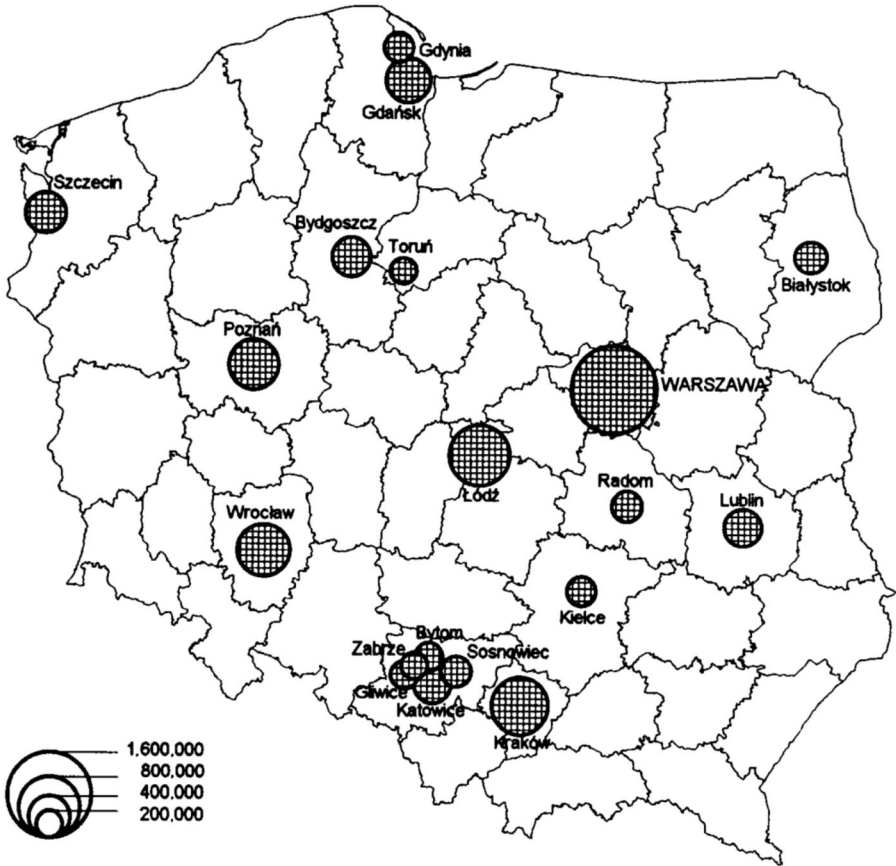 Gdynia
Gdańsk
Szczecin
Bydgoszcz
Toruń
Białystok
Poznań
WARSZAWA
Łódź
Radom
Lublin
Wrocław
Kielce
Bytom
Zabrze
Sosnowiec
Gliwice
Katowice
Kraków
1,600,000
800,000
400,000
200,000